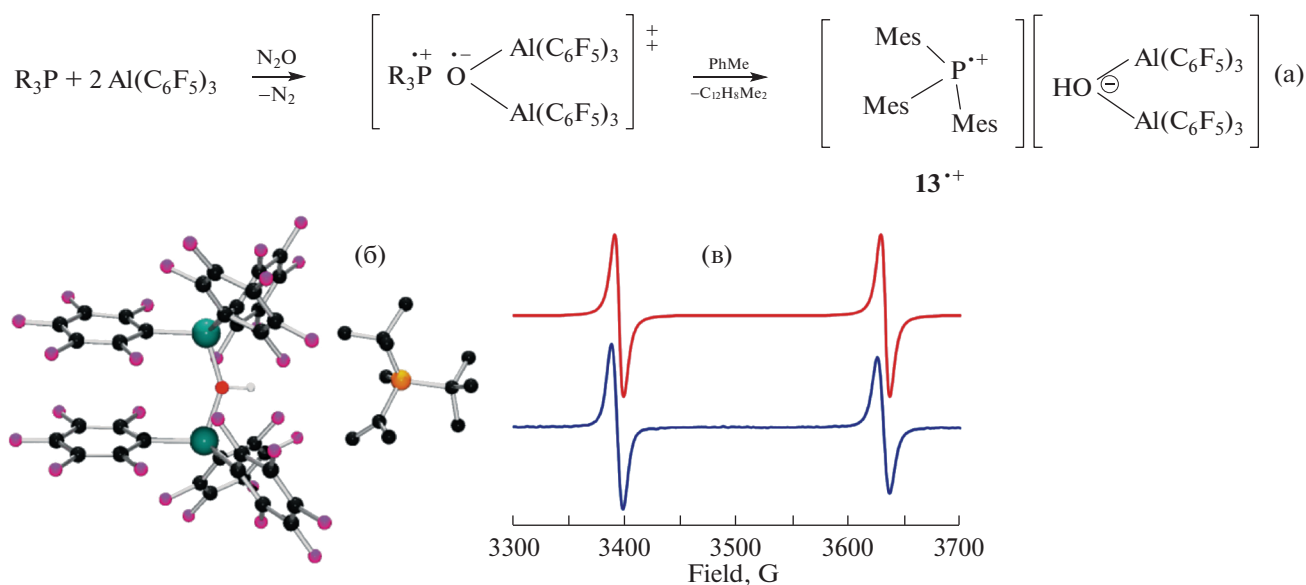 R₃P + 2 Al(C₆F₅)₃
N₂O
−N₂
[R₃P•+ O•− Al(C₆F₅)₃ Al(C₆F₅)₃]‡
PhMe
−C₁₂H₈Me₂
[Mes Mes Mes P•+]
[HO⊖ Al(C₆F₅)₃ Al(C₆F₅)₃]
(а)
13•+
(б)
(в)
3300 3400 3500 3600 3700
Field, G